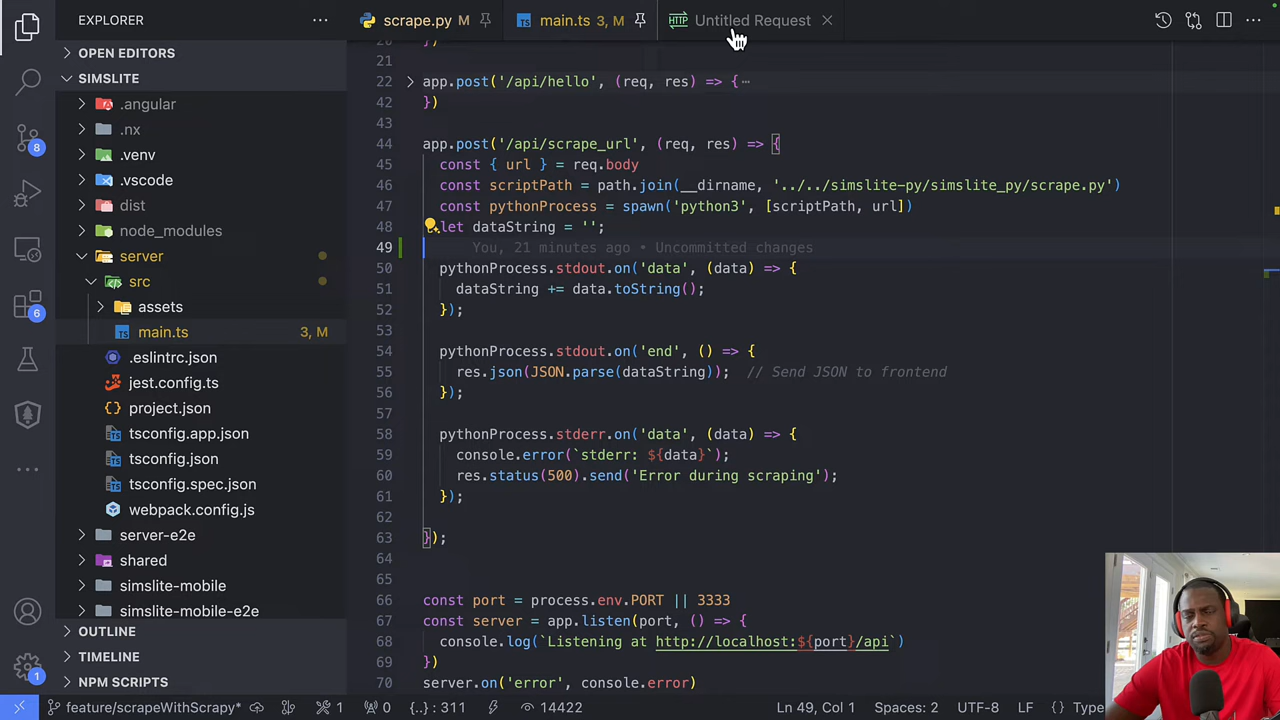 EXPLORER
scrape.py M
main.ts 3, M
HTTP Untitled Request
OPEN EDITORS
SIMSLITE
.angular
.nx
.venv
.vscode
dist
node_modules
server
src
assets
main.ts 3, M
.eslintrc.json
jest.config.ts
project.json
tsconfig.app.json
tsconfig.json
tsconfig.spec.json
webpack.config.js
server-e2e
shared
simslite-mobile
simslite-mobile-e2e
OUTLINE
TIMELINE
NPM SCRIPTS
8
6
1
20 })
21
22 app.post('/api/hello', (req, res) => {…
42 })
43
44 app.post('/api/scrape_url', (req, res) => {
45 const { url } = req.body
46 const scriptPath = path.join(__dirname, '../../simslite-py/simslite_py/scrape.py')
47 const pythonProcess = spawn('python3', [scriptPath, url])
48 let dataString = '';
49 You, 21 minutes ago • Uncommitted changes
50 pythonProcess.stdout.on('data', (data) => {
51 dataString += data.toString();
52 });
53
54 pythonProcess.stdout.on('end', () => {
55 res.json(JSON.parse(dataString)); // Send JSON to frontend
56 });
57
58 pythonProcess.stderr.on('data', (data) => {
59 console.error(`stderr: ${data}`);
60 res.status(500).send('Error during scraping');
61 });
62
63 });
64
65
66 const port = process.env.PORT || 3333
67 const server = app.listen(port, () => {
68 console.log(`Listening at http://localhost:${port}/api`)
69 })
70 server.on('error', console.error)
feature/scrapeWithScrapy* 1 0 {..} : 311 14422 Ln 49, Col 1 Spaces: 2 UTF-8 LF {} Type